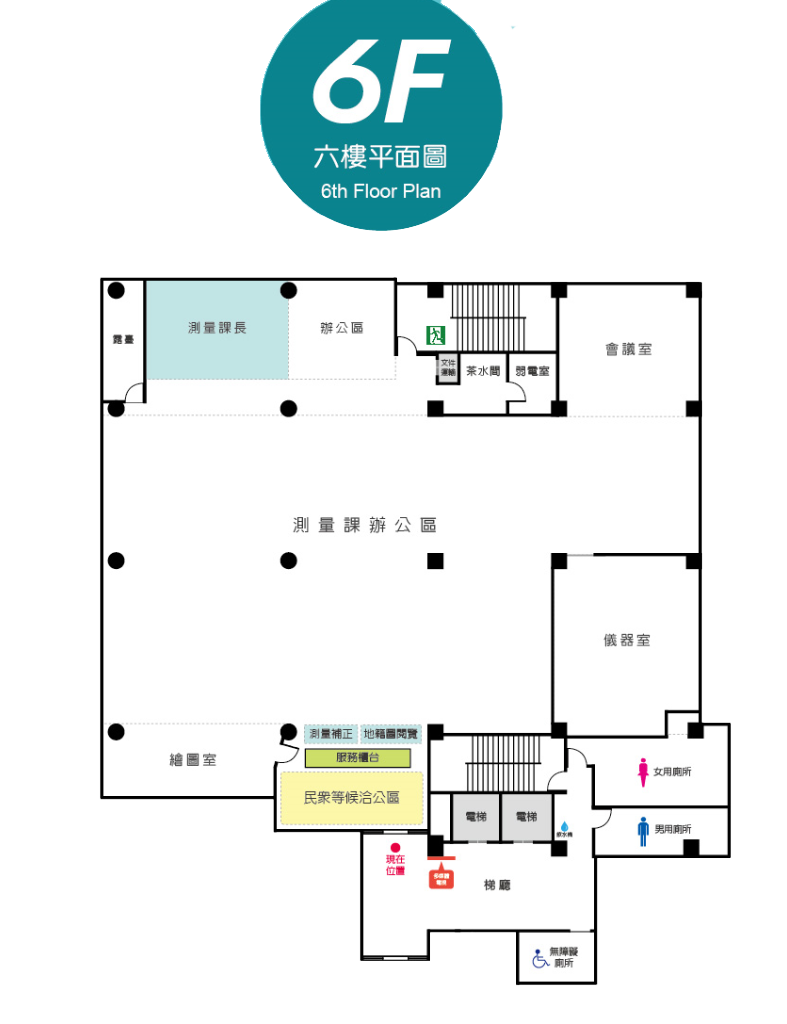 6F
六樓平面圖
6th Floor Plan
露臺
測量課長
辦公區
會議室
文件
運輸
茶水間
弱電室
測量課辦公區
儀器室
繪圖室
測量補正
地籍圖閱覽
服務櫃台
民眾等候洽公區
電梯
電梯
飲水機
女用廁所
男用廁所
現在
位置
多媒體
電視
梯廳
無障礙
廁所